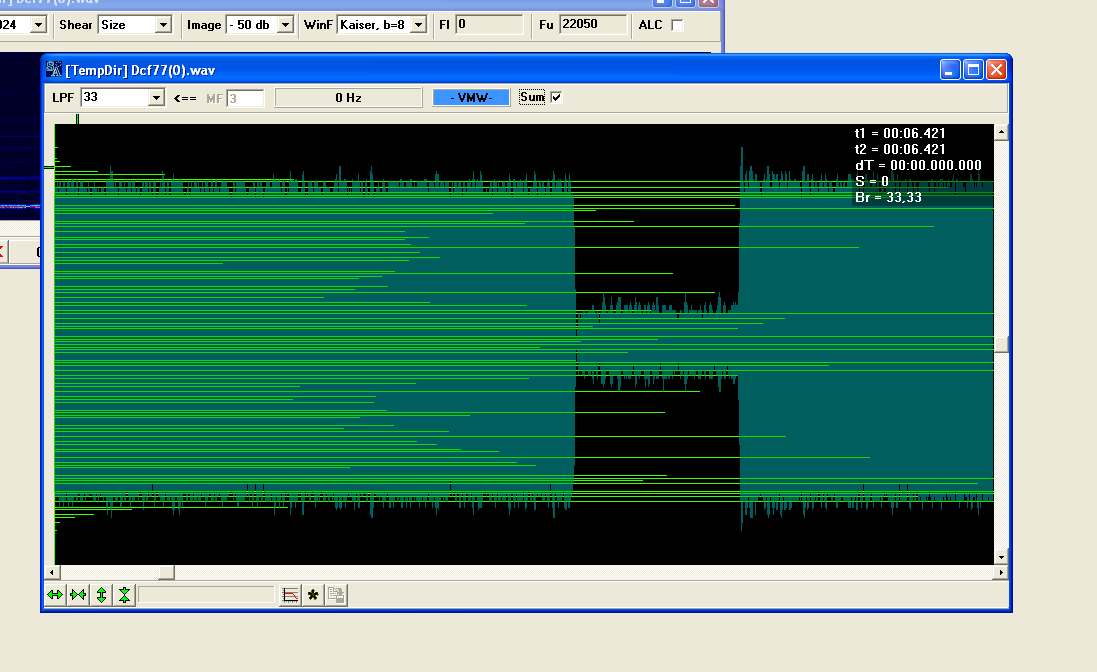 24 Shear Size Image - 50 db WinF Kaiser, b=8 Fl 0 Fu 22050 ALC
[TempDir] Dcf77(0).wav
LPF 33 <== MF 3 0 Hz - VMW- Sum
t1 = 00:06.421
t2 = 00:06.421
dT = 00:00.000.000
S = 0
Br = 33,33